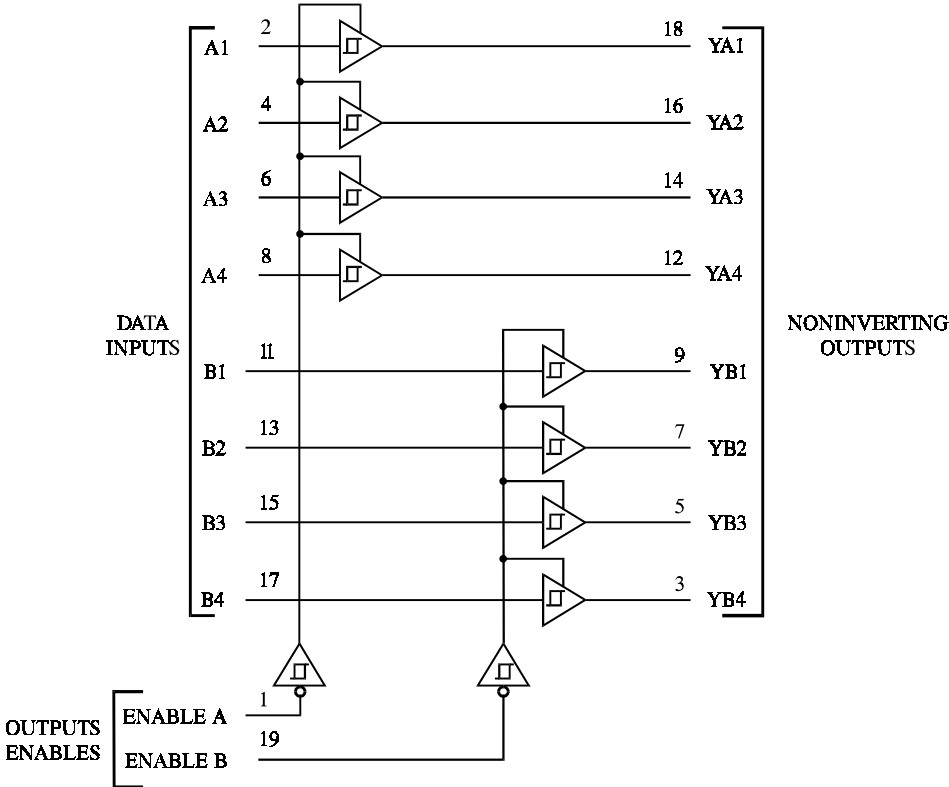 A1 2 18 YA1
A2 4 16 YA2
A3 6 14 YA3
A4 8 12 YA4
DATA
INPUTS
NONINVERTING
OUTPUTS
B1 11 9 YB1
B2 13 7 YB2
B3 15 5 YB3
B4 17 3 YB4
OUTPUTS
ENABLES
ENABLE A 1
ENABLE B 19